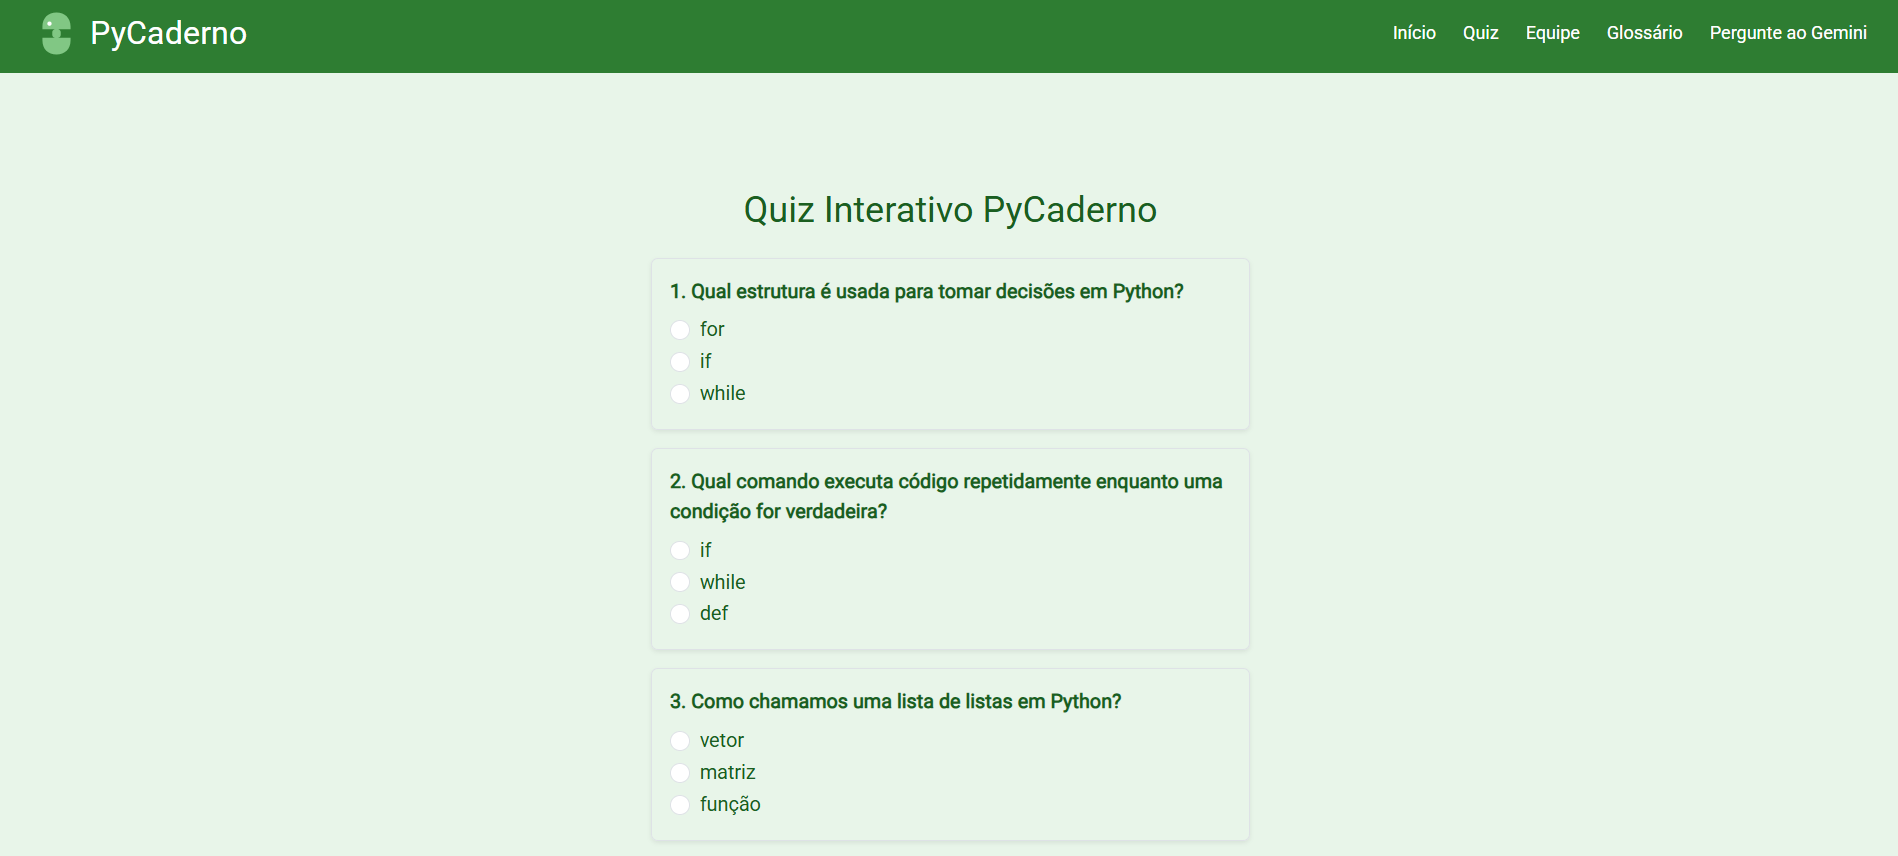 PyCaderno
Início Quiz Equipe Glossário Pergunte ao Gemini
Quiz Interativo PyCaderno
1. Qual estrutura é usada para tomar decisões em Python?
for
if
while
2. Qual comando executa código repetidamente enquanto uma
condição for verdadeira?
if
while
def
3. Como chamamos uma lista de listas em Python?
vetor
matriz
função